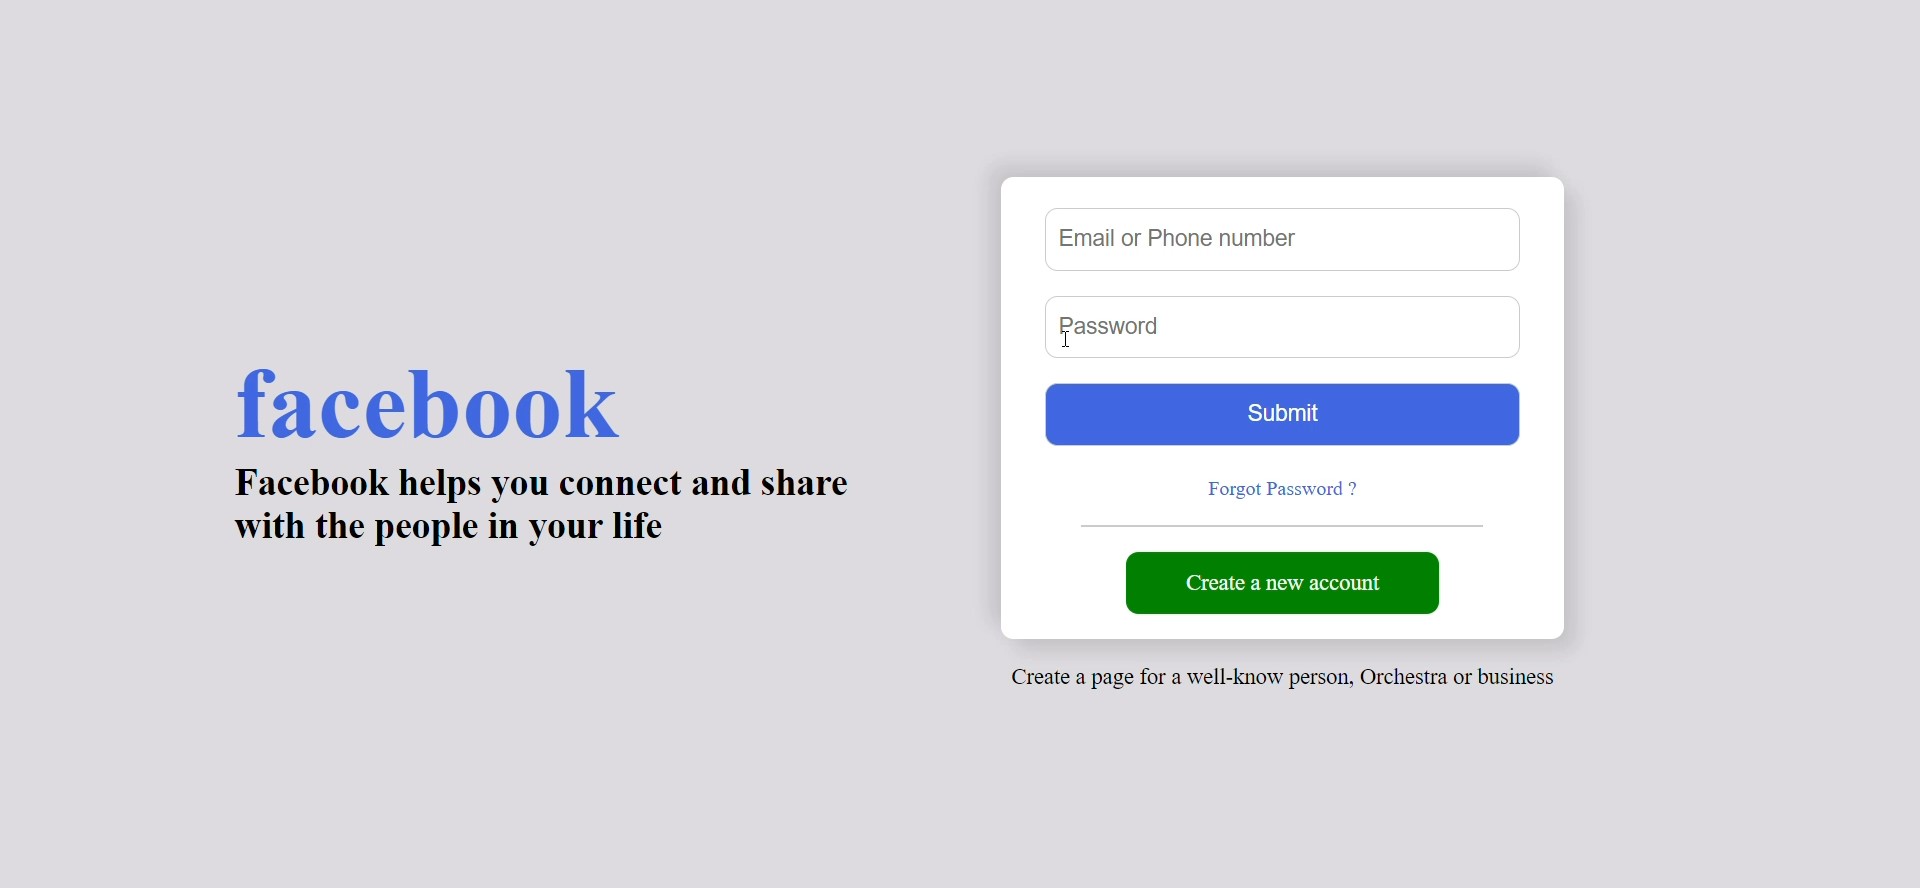 facebook
Facebook helps you connect and share
with the people in your life
Email or Phone number
Password
Submit
Forgot Password ?
Create a new account
Create a page for a well-know person, Orchestra or business